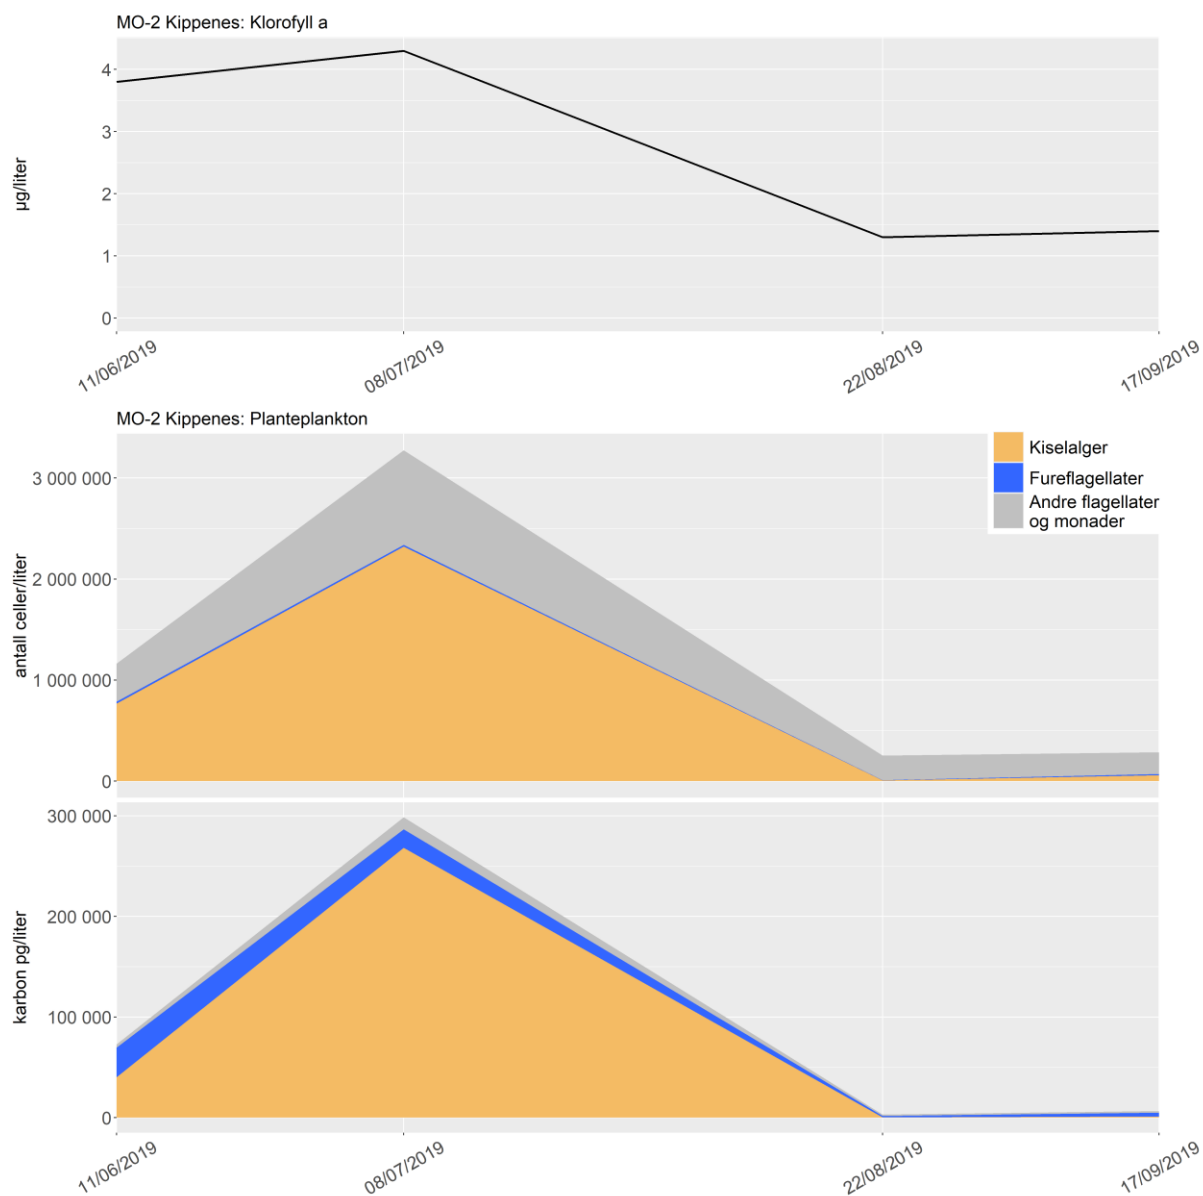 MO-2 Kippenes: Klorofyll a
µg/liter
4
3
2
1
0
11/06/2019
08/07/2019
22/08/2019
17/09/2019
MO-2 Kippenes: Planteplankton
Kiselalger
Fureflagellater
Andre flagellater
og monader
antall celler/liter
3 000 000
2 000 000
1 000 000
0
karbon pg/liter
300 000
200 000
100 000
0
11/06/2019
08/07/2019
22/08/2019
17/09/2019